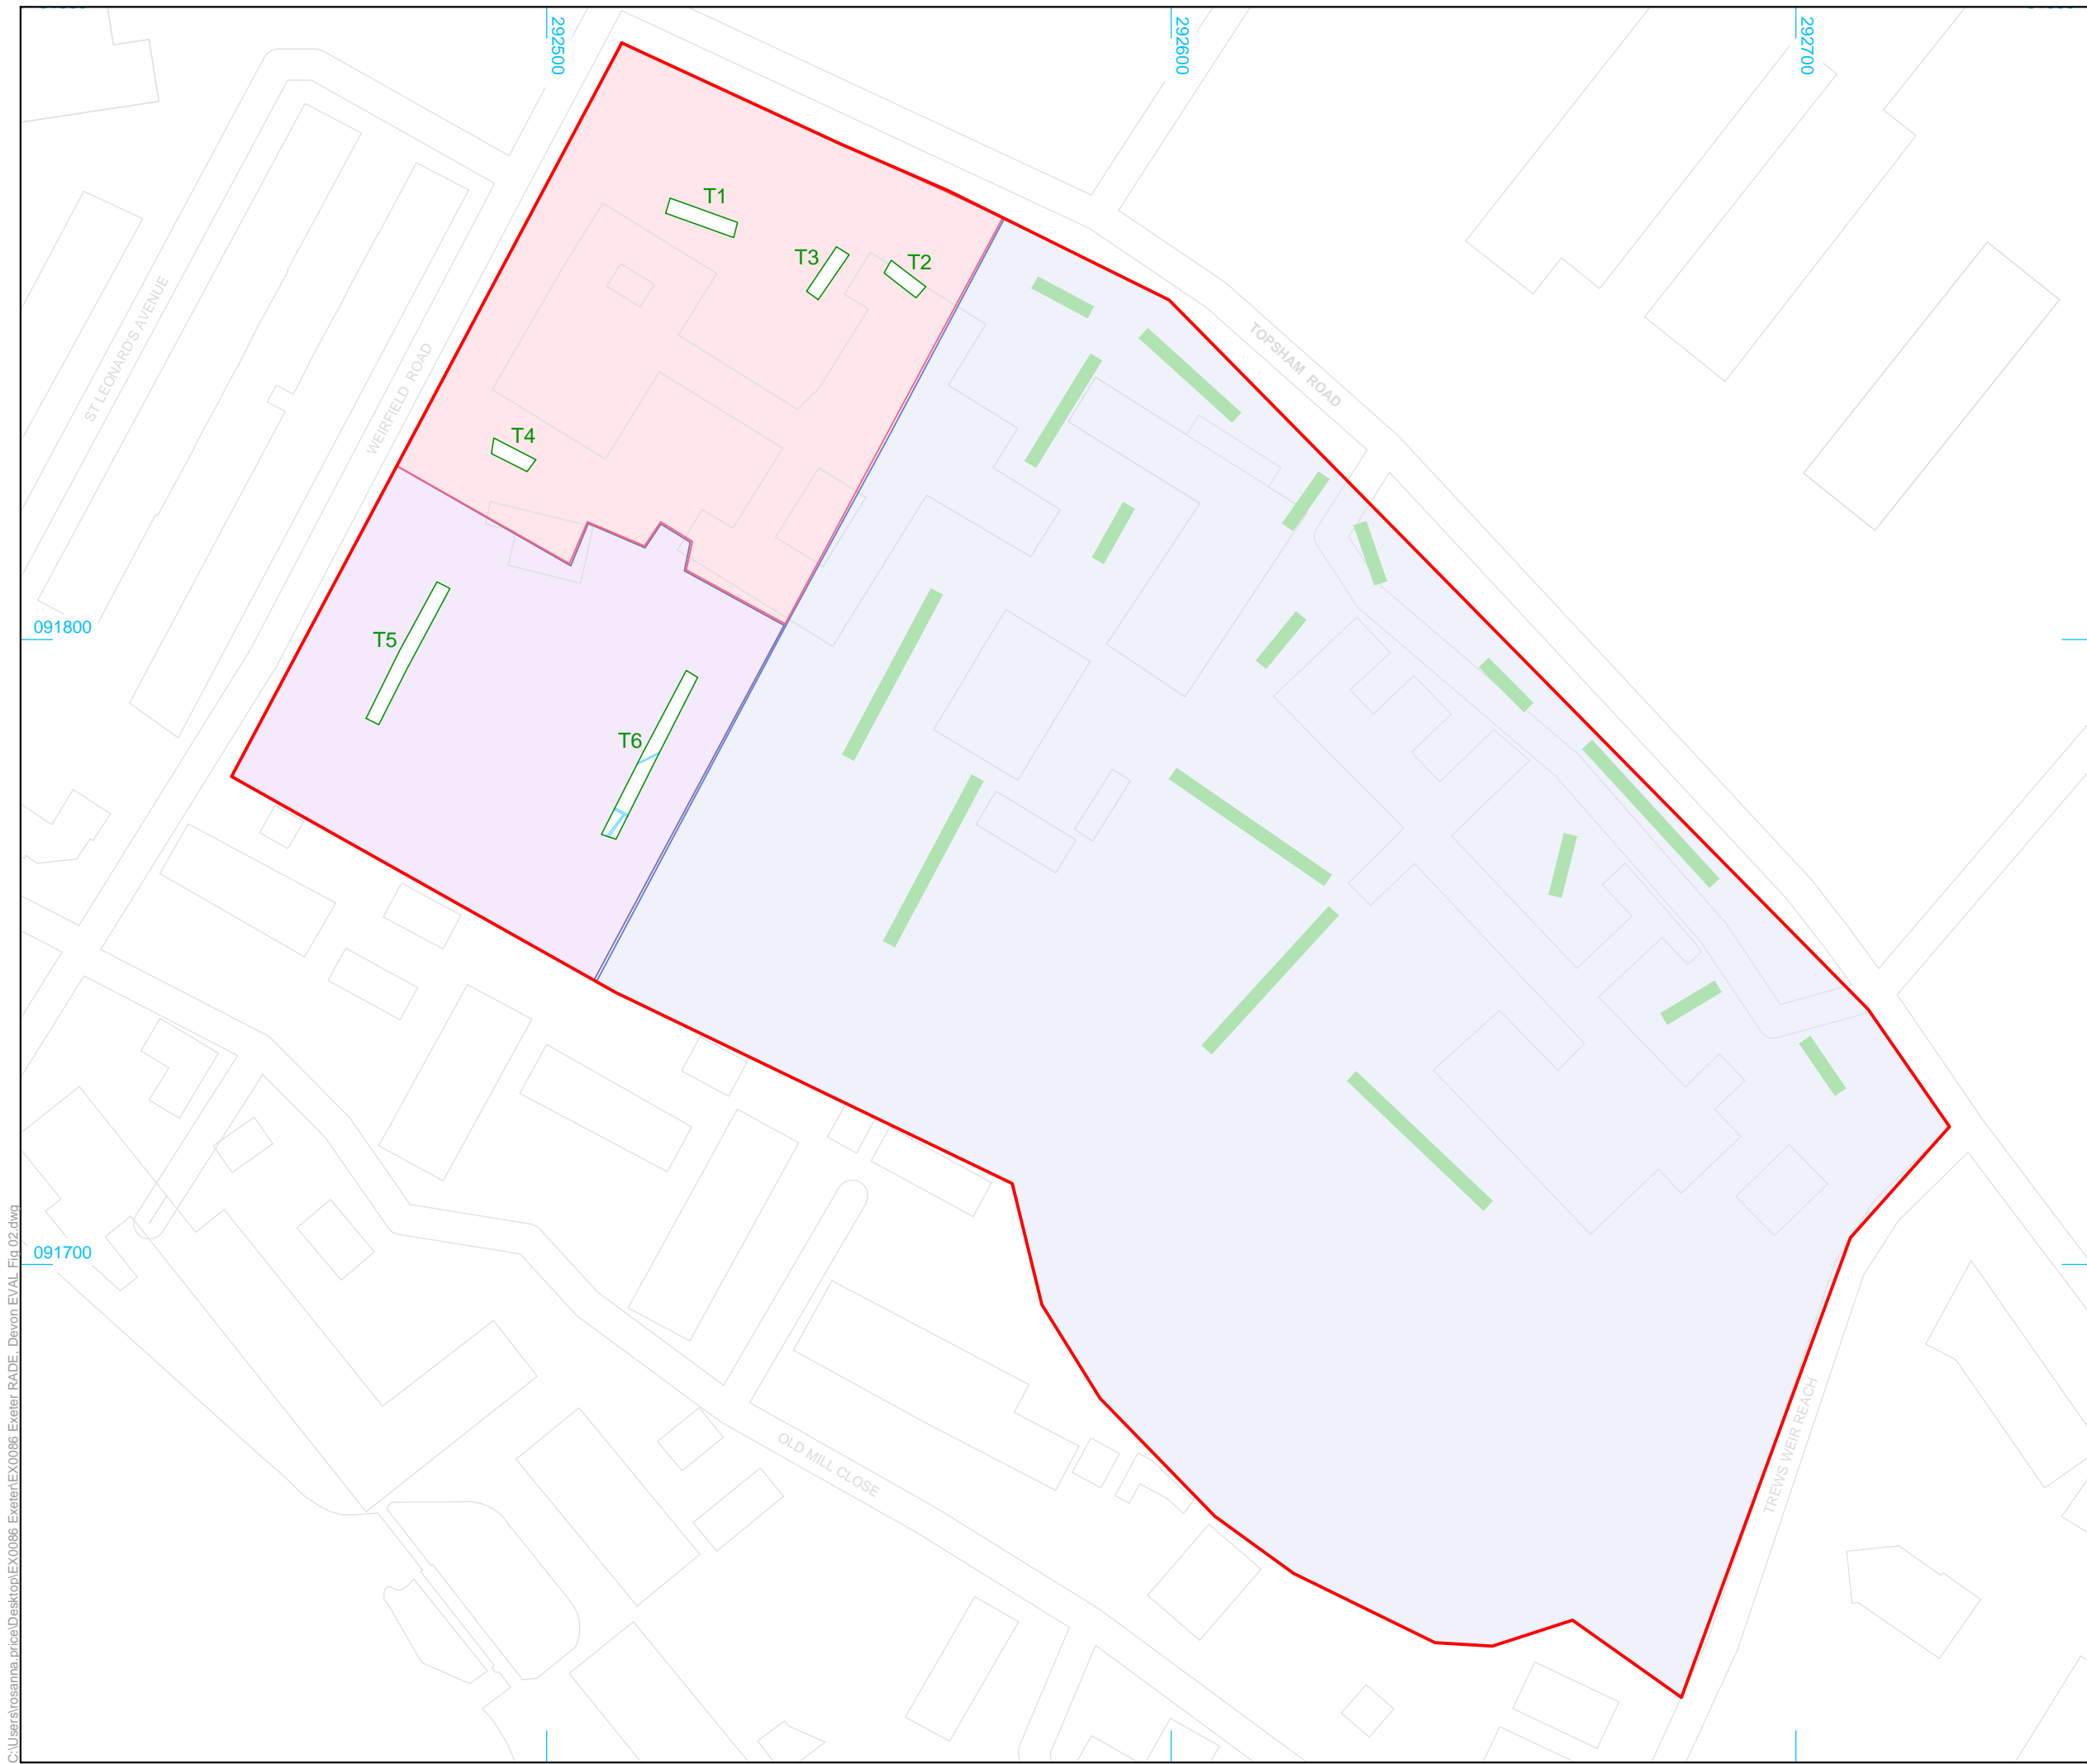 292500
292600
292700
T1
T3
T2
T4
T5
T6
ST LEONARD'S AVENUE
WEIRFIELD ROAD
TOPSHAM ROAD
091800
091700
OLD MILL CLOSE
TREWS WEIR REACH
C:\Users\rosanna.price\Desktop\EX0086 Exeter\EX0086 Exeter RADE, Devon EVAL Fig 02.dwg